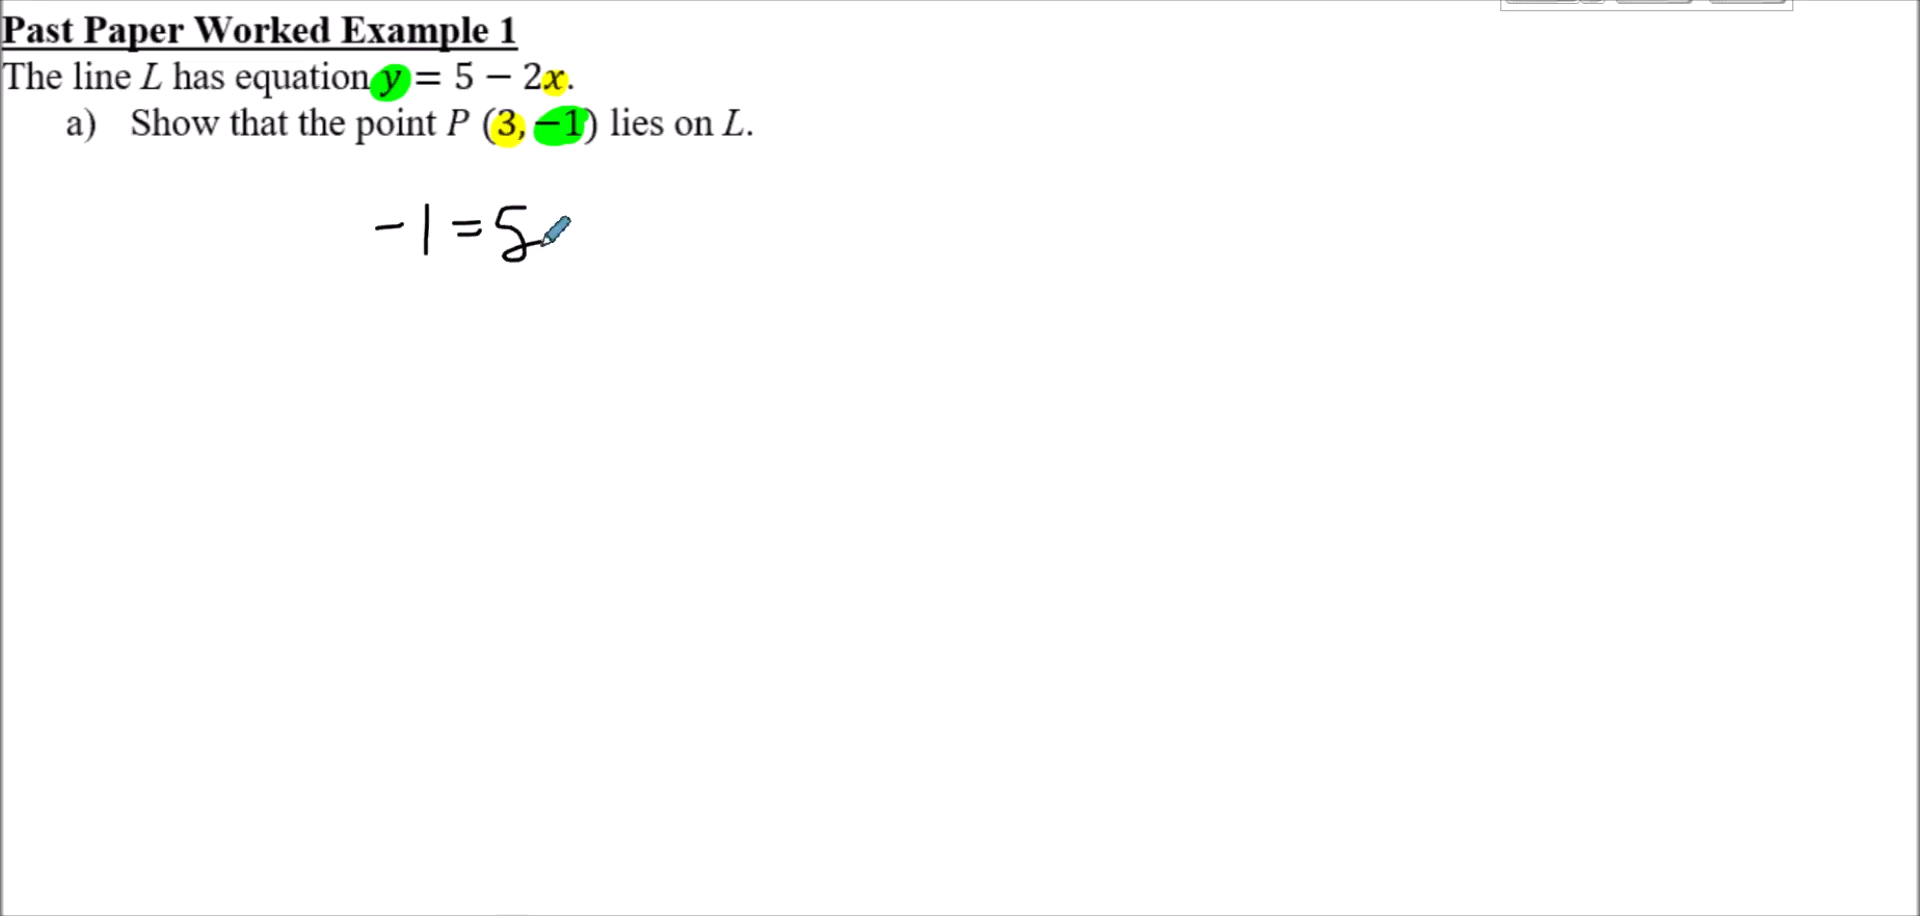 Past Paper Worked Example 1
The line L has equation y = 5 − 2x.
a) Show that the point P (3, −1) lies on L.
-1 = 5